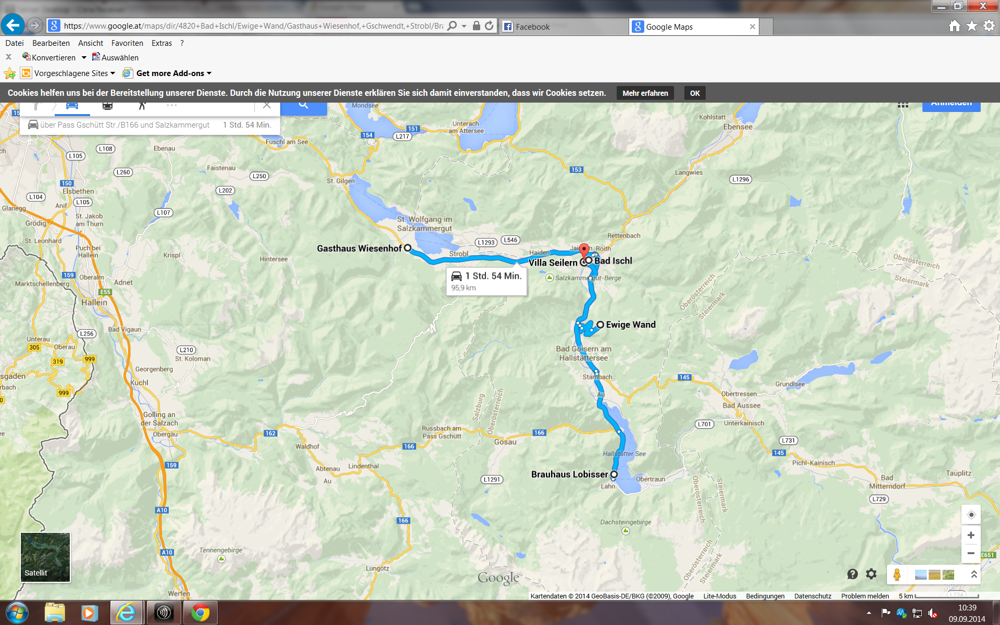 https://www.google.at/maps/dir/4820+Bad+Ischl/Ewige+Wand/Gasthaus+Wiesenhof,+Gschwendt,+Strobl/Bra
Facebook
Google Maps
Datei Bearbeiten Ansicht Favoriten Extras ?
Konvertieren Auswählen
Vorgeschlagene Sites Get more Add-ons
Cookies helfen uns bei der Bereitstellung unserer Dienste. Durch die Nutzung unserer Dienste erklären Sie sich damit einverstanden, dass wir Cookies setzen. Mehr erfahren OK
Anmelden
über Pass Gschütt Str./B166 und Salzkammergut 1 Std. 54 Min.
Mondsee
Unterach
am Attersee
Kohlstatt
Ebensee
151
154
L217
Fuschl am See
Ebenau
L108
L105
L260
Faistenau
L250
153
Langwies
L1296
St. Gilgen
150
Elsbethen
L202
L104
L105
Anif
Glanegg
Grödig
St. Jakob
am Thurn
L107
St. Wolfgang im
Salzkammergut
St. Leonhard
Puch bei
Hallein
Krispl
Hintersee
Gasthaus Wiesenhof
Strobl
L1293
L546
Haiden
Roith
Rettenbach
Villa Seilern
Bad Ischl
Salzkammergut-Berge
1 Std. 54 Min.
95,9 km
Oberösterreich
Steiermark
Oberösterreich
Steiermark
159
Oberalm
Adnet
Marktschellenberg
E55
Hallein
Bad Vigaun
L256
Unterau
305
Oberau
319
999
999
L210
St. Koloman
Georgenberg
Kuchl
Ewige Wand
Bad Goisern am
Hallstättersee
Stambach
Au
145
Grundlsee
Obertressen
Bad Aussee
Unterkainisch
L701
L731
145
Pichl-Kainisch
Golling an
der Salzach
Obergäu
162
Waldhof
Russbach am
Pass Gschütt
166
166
Gosau
Salzburg
Oberösterreich
Hallstätter See
159
Abtenau
Au
Lindenthal
L1291
Brauhaus Lobisser
Lahn
Obertraun
Oberösterreich
Steiermark
Bad
Mitterndorf
Tauplitz
L729
A10
166
Dachsteingebirge
A10
Tennengebirge
Lungötz
Werfen
Oberösterreich
Steiermark
E651
L734
Satellit
Google
Kartendaten © 2014 GeoBasis-DE/BKG (©2009), Google Lite-Modus Bedingungen Datenschutz Problem melden 5 km
10:39
09.09.2014